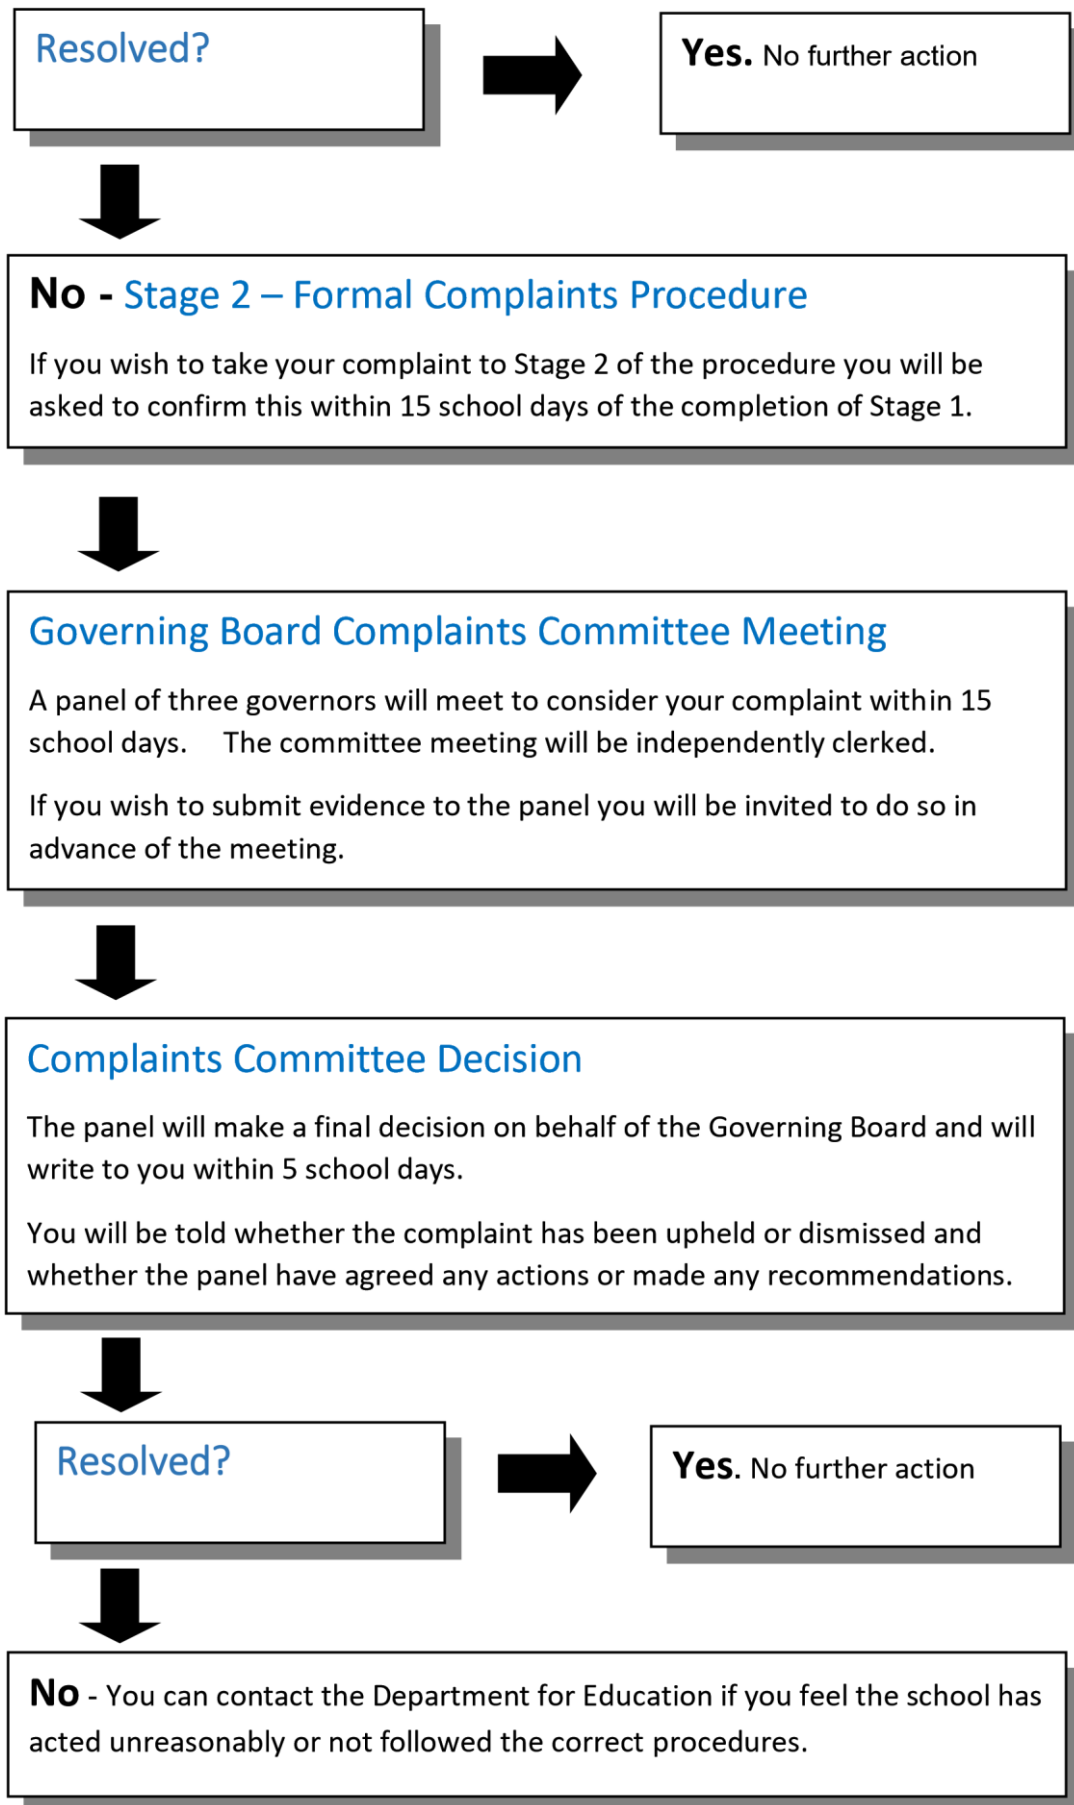 Resolved?
Yes. No further action
No - Stage 2 – Formal Complaints Procedure
If you wish to take your complaint to Stage 2 of the procedure you will be
asked to confirm this within 15 school days of the completion of Stage 1.
Governing Board Complaints Committee Meeting
A panel of three governors will meet to consider your complaint within 15
school days. The committee meeting will be independently clerked.
If you wish to submit evidence to the panel you will be invited to do so in
advance of the meeting.
Complaints Committee Decision
The panel will make a final decision on behalf of the Governing Board and will
write to you within 5 school days.
You will be told whether the complaint has been upheld or dismissed and
whether the panel have agreed any actions or made any recommendations.
Resolved?
Yes. No further action
No - You can contact the Department for Education if you feel the school has
acted unreasonably or not followed the correct procedures.